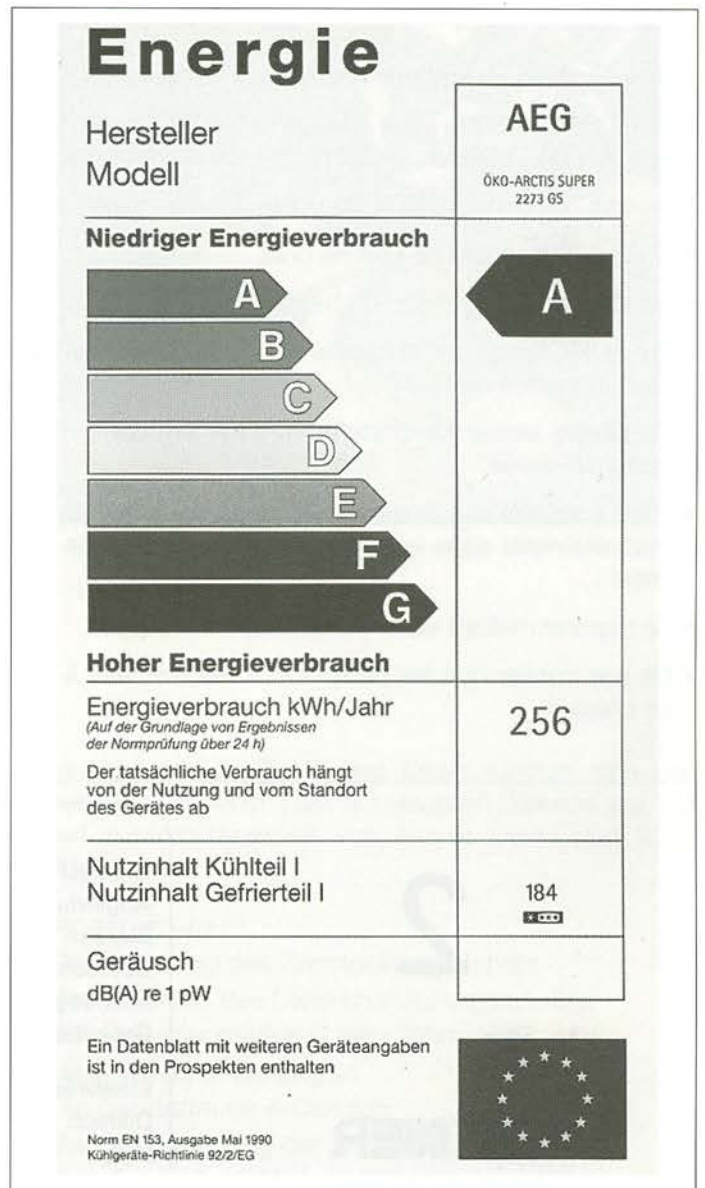 Energie
Hersteller
Modell
AEG
ÖKO-ARCTIS SUPER
2273 GS
Niedriger Energieverbrauch
A
A
B
C
D
E
F
G
Hoher Energieverbrauch
Energieverbrauch kWh/Jahr
(Auf der Grundlage von Ergebnissen
der Normprüfung über 24 h)
256
Der tatsächliche Verbrauch hängt
von der Nutzung und vom Standort
des Gerätes ab
Nutzinhalt Kühlteil l
Nutzinhalt Gefrierteil l
184
Geräusch
dB(A) re 1 pW
Ein Datenblatt mit weiteren Geräteangaben
ist in den Prospekten enthalten
Norm EN 153, Ausgabe Mai 1990
Kühlgeräte-Richtlinie 92/2/EG